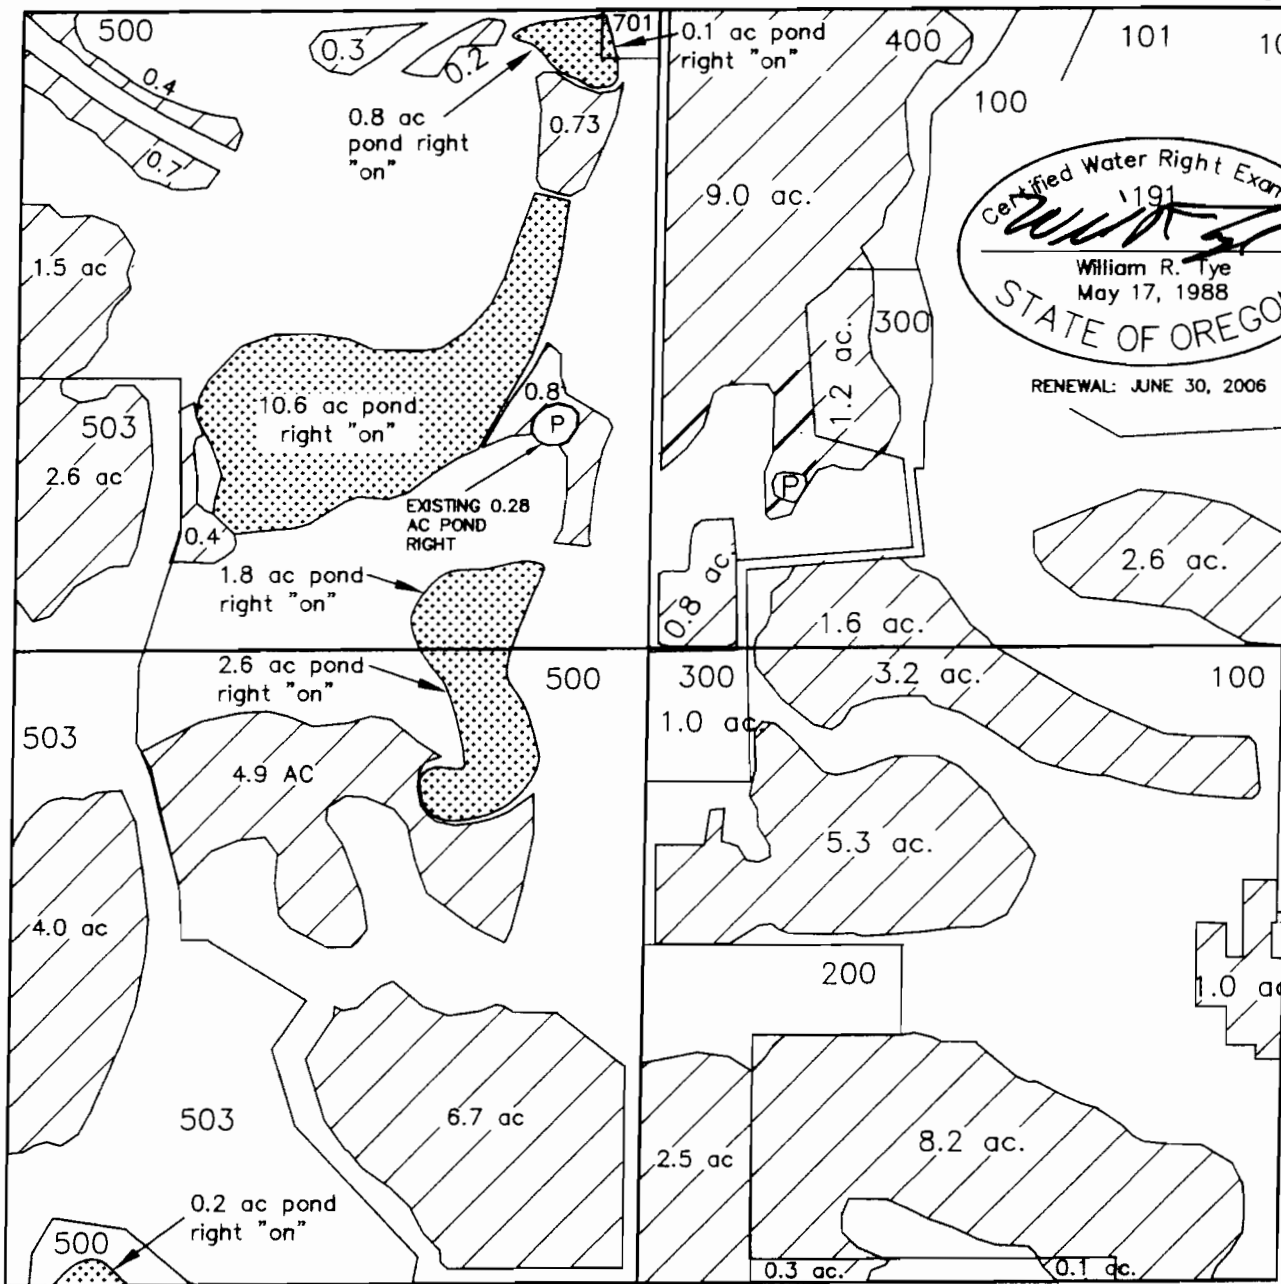 500
0.3
0.2
701
0.1 ac pond
right "on"
400
101
100
0.4
0.7
0.8 ac
pond right
"on"
0.73
9.0 ac.
Certified Water Right
191
William R. Tye
May 17, 1988
STATE OF OREGON
RENEWAL: JUNE 30, 2006
1.5 ac
300
1.2 ac.
503
2.6 ac
10.6 ac pond
right "on"
0.8
P
P
EXISTING 0.28
AC POND
RIGHT
0.4
1.8 ac pond
right "on"
0.8 ac
2.6 ac.
1.6 ac.
2.6 ac pond
right "on"
500
300
3.2 ac.
100
1.0 ac.
503
4.9 AC
5.3 ac.
4.0 ac
200
1.0 ac
503
6.7 ac
2.5 ac
8.2 ac.
0.2 ac pond
right "on"
500
0.3 ac.
0.1 ac.